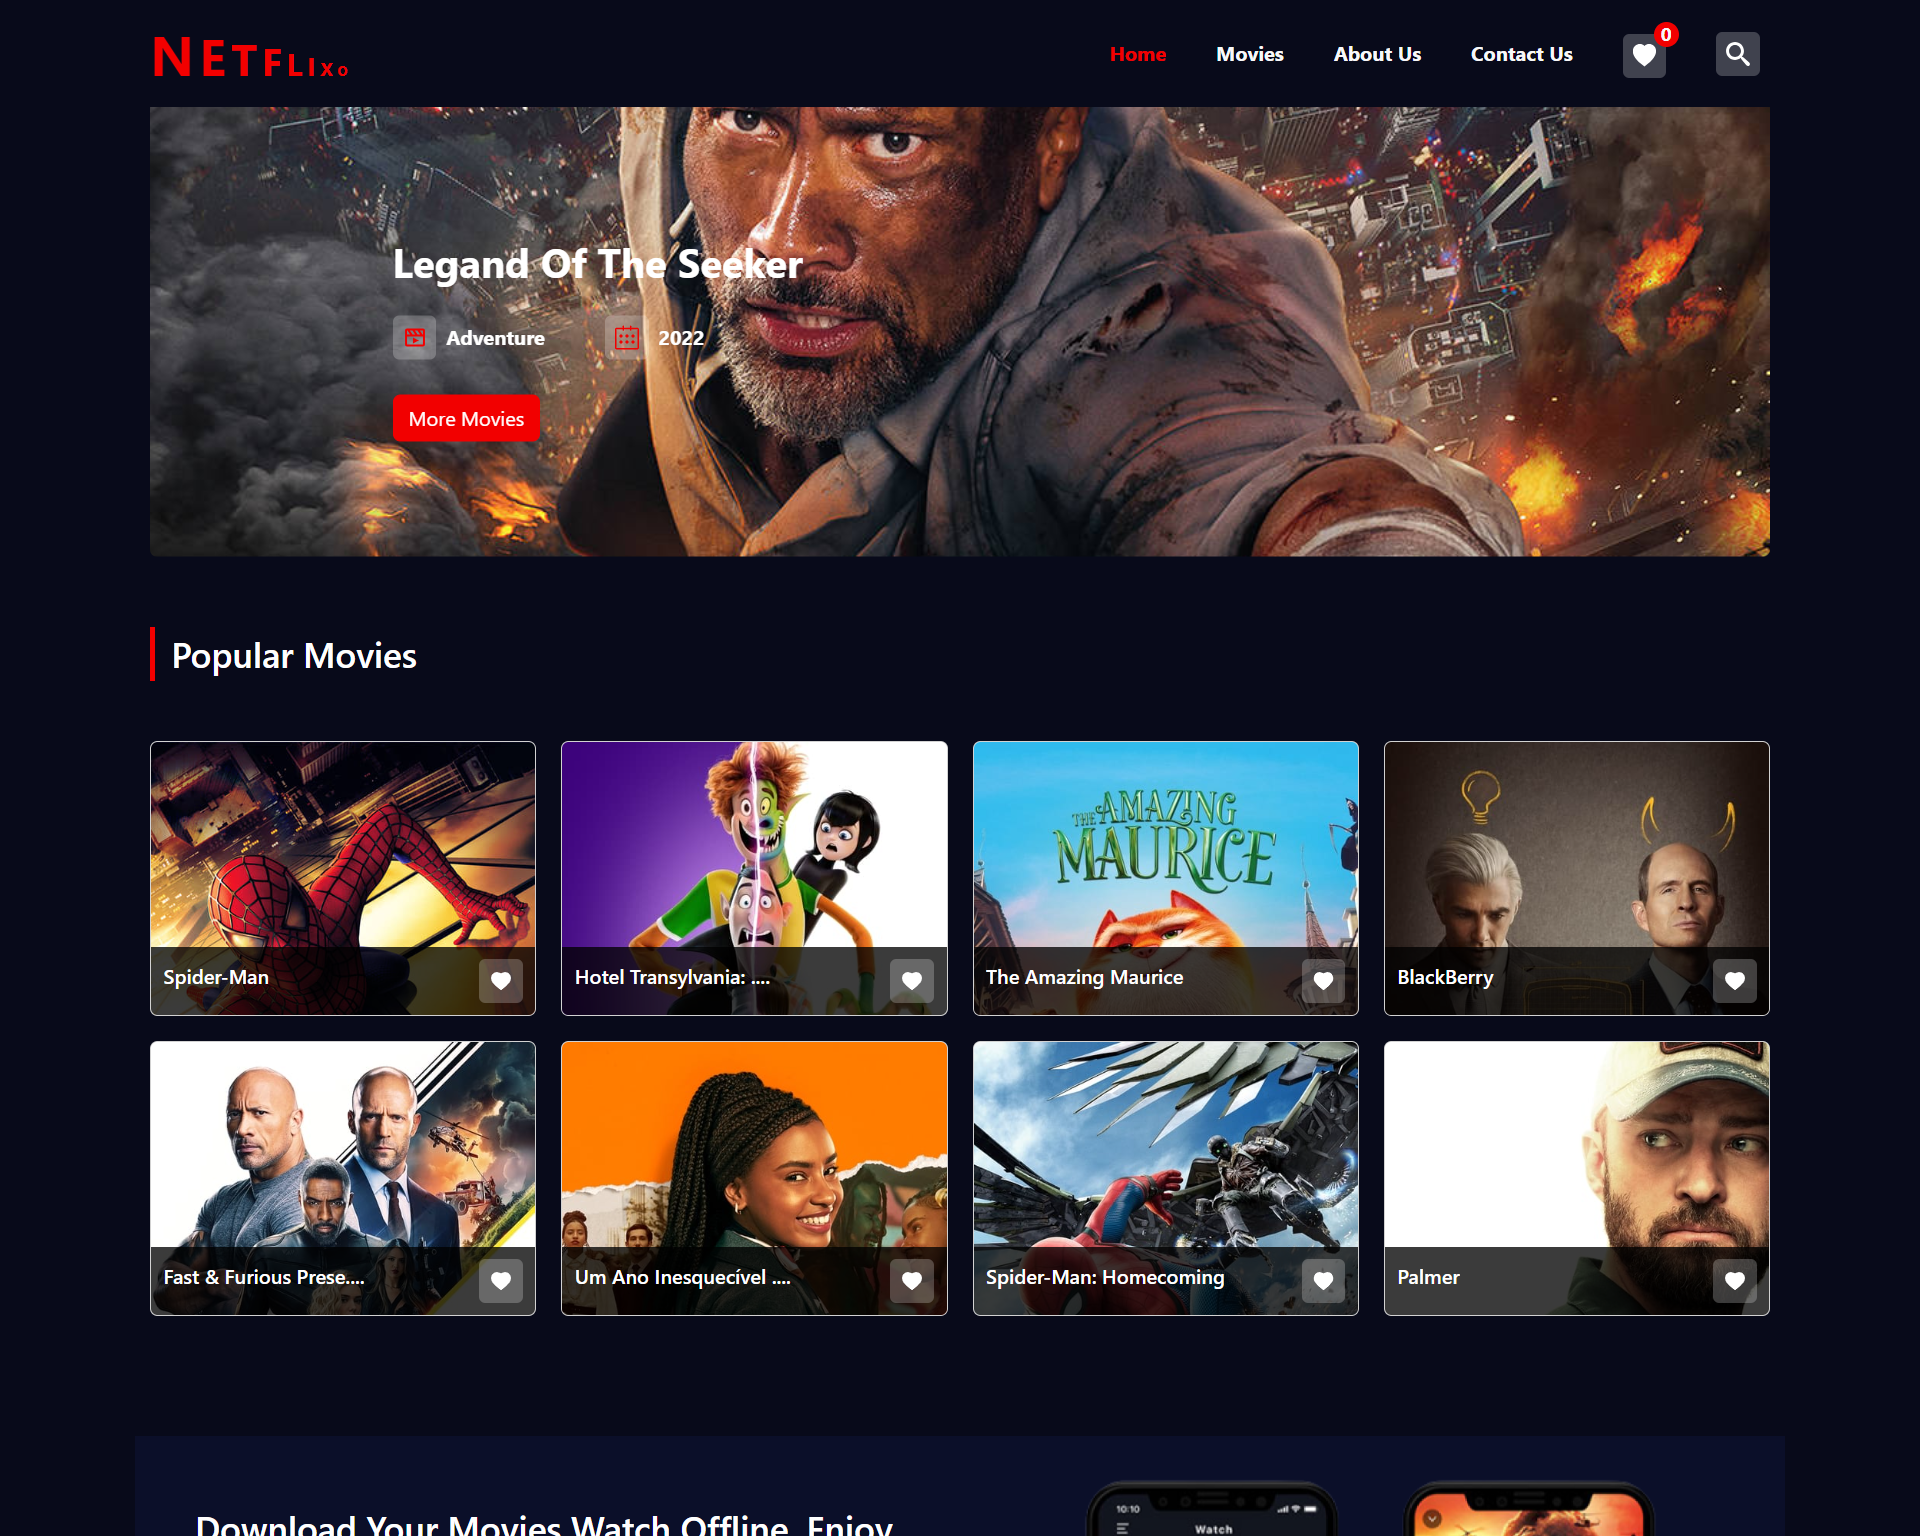 NETFLIXO
Home Movies About Us Contact Us 0
Legand Of The Seeker
Adventure 2022
More Movies
Popular Movies
THE AMAZING
MAURICE
Spider-Man
Hotel Transylvania: ....
The Amazing Maurice
BlackBerry
Fast & Furious Prese....
Um Ano Inesquecível ....
Spider-Man: Homecoming
Palmer
10:10
Watch
Download Your Movies Watch Offline, Enjoy